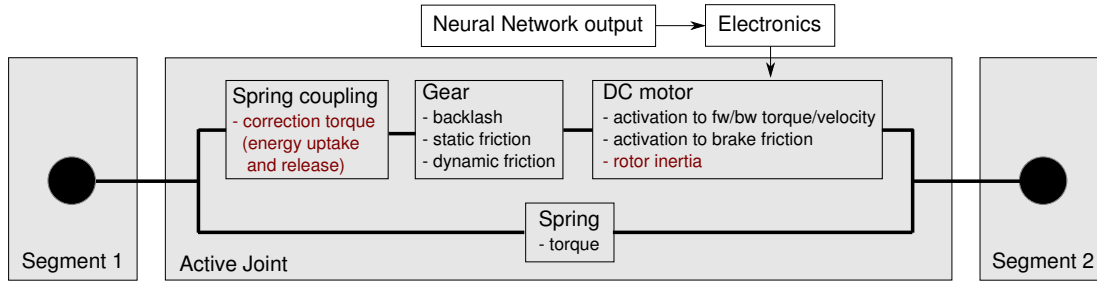 Neural Network output
Electronics
Spring coupling
- correction torque
(energy uptake
and release)
Gear
- backlash
- static friction
- dynamic friction
DC motor
- activation to fw/bw torque/velocity
- activation to brake friction
- rotor inertia
Spring
- torque
Segment 1
Active Joint
Segment 2